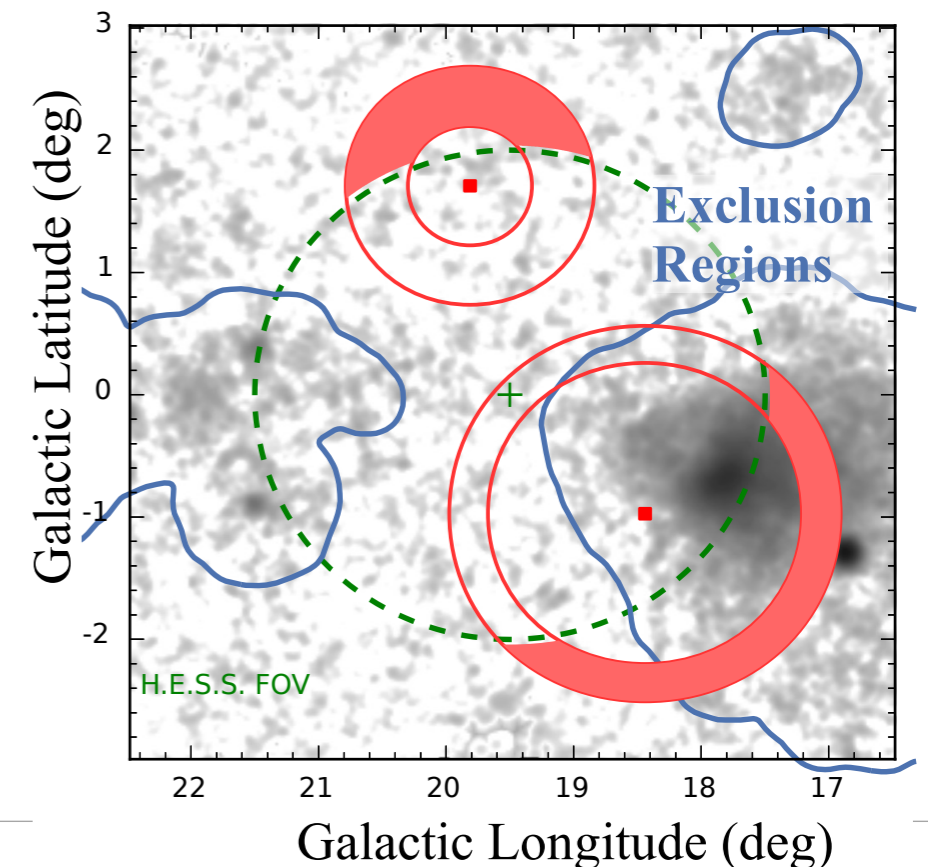 3
2
1
0
-1
-2
Galactic Latitude (deg)
Exclusion
Regions
H.E.S.S. FOV
22 21 20 19 18 17
Galactic Longitude (deg)